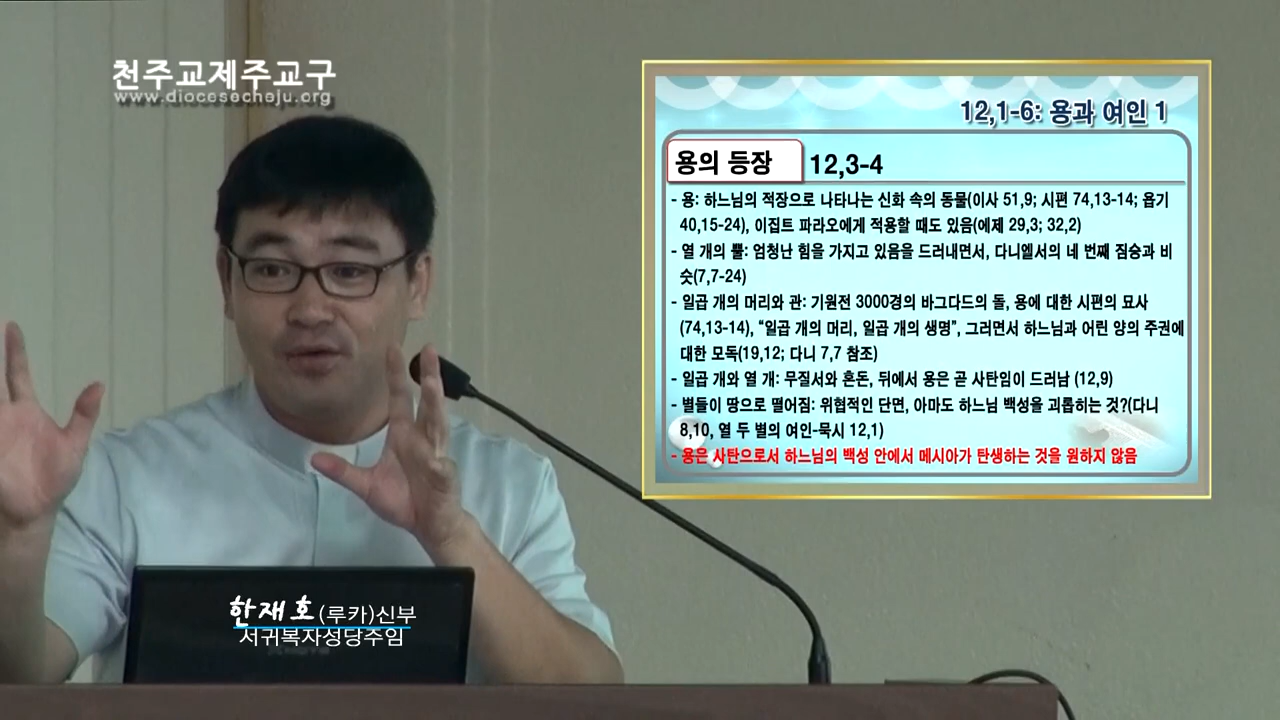 천주교제주교구
www.diocesecheju.org
12,1-6: 용과 여인 1
용의 등장 12,3-4
- 용: 하느님의 적장으로 나타나는 신화 속의 동물(이사 51,9; 시편 74,13-14; 욥기
40,15-24), 이집트 파라오에게 적용할 때도 있음(에제 29,3; 32,2)
- 열 개의 뿔: 엄청난 힘을 가지고 있음을 드러내면서, 다니엘서의 네 번째 짐승과 비
슷(7,7-24)
- 일곱 개의 머리와 관: 기원전 3000경의 바그다드의 돌, 용에 대한 시편의 묘사
(74,13-14), “일곱 개의 머리, 일곱 개의 생명”, 그러면서 하느님과 어린 양의 주권에
대한 모독(19,12; 다니 7,7 참조)
- 일곱 개와 열 개: 무질서와 혼돈, 뒤에서 용은 곧 사탄임이 드러남 (12,9)
- 별들이 땅으로 떨어짐: 위협적인 단면, 아마도 하느님 백성을 괴롭히는 것?(다니
8,10, 열 두 별의 여인-묵시 12,1)
- 용은 사탄으로서 하느님의 백성 안에서 메시아가 탄생하는 것을 원하지 않음
한재호(루카)신부
서귀복자성당주임